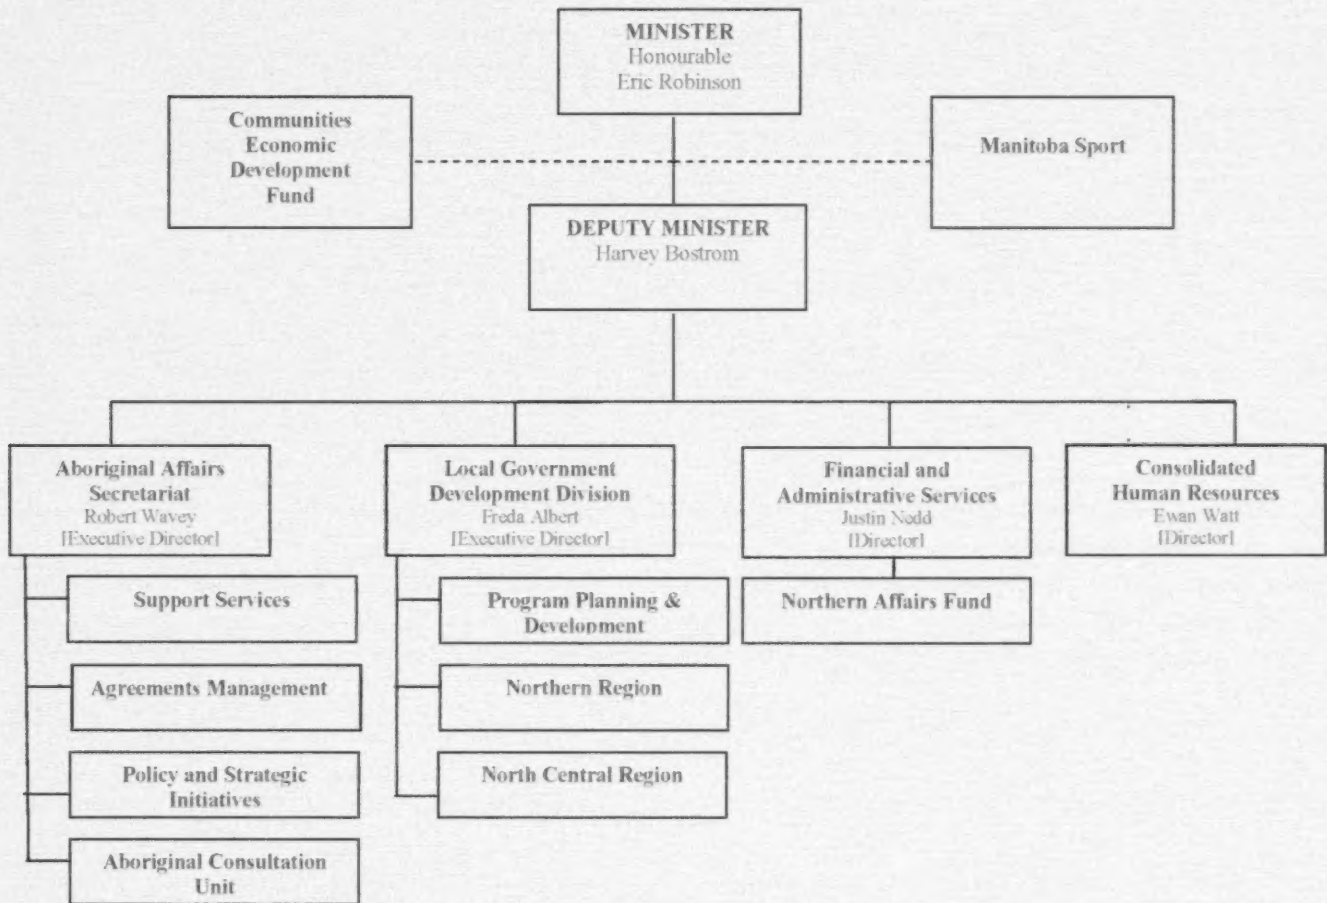 MINISTER
Honourable
Eric Robinson
Communities
Economic
Development
Fund
Manitoba Sport
DEPUTY MINISTER
Harvey Bostrom
Aboriginal Affairs
Secretariat
Robert Wavey
[Executive Director]
Local Government
Development Division
Freda Albert
[Executive Director]
Financial and
Administrative Services
Justin Nedd
[Director]
Consolidated
Human Resources
Ewan Watt
[Director]
Support Services
Agreements Management
Policy and Strategic
Initiatives
Aboriginal Consultation
Unit
Program Planning &
Development
Northern Region
North Central Region
Northern Affairs Fund